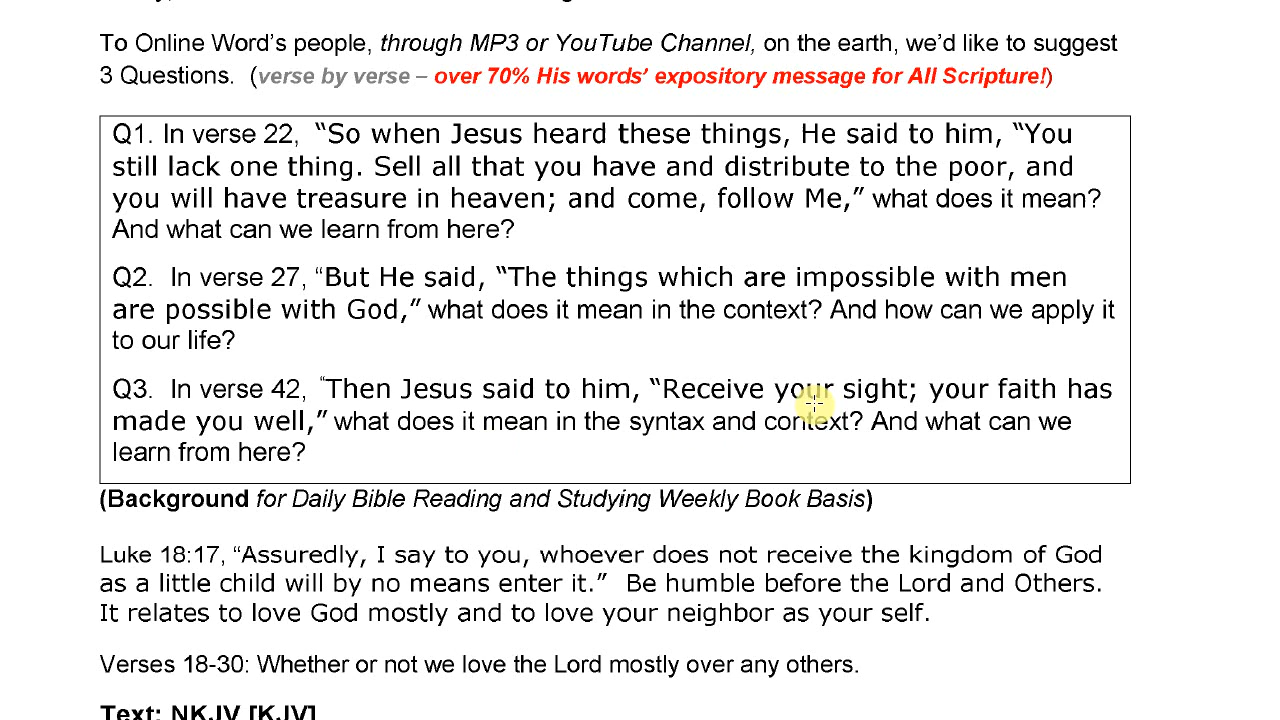 To Online Word's people, through MP3 or YouTube Channel, on the earth, we'd like to suggest
3 Questions. (verse by verse – over 70% His words' expository message for All Scripture!)
Q1. In verse 22, "So when Jesus heard these things, He said to him, "You
still lack one thing. Sell all that you have and distribute to the poor, and
you will have treasure in heaven; and come, follow Me," what does it mean?
And what can we learn from here?
Q2. In verse 27, "But He said, "The things which are impossible with men
are possible with God," what does it mean in the context? And how can we apply it
to our life?
Q3. In verse 42, "Then Jesus said to him, "Receive your sight; your faith has
made you well," what does it mean in the syntax and context? And what can we
learn from here?
(Background for Daily Bible Reading and Studying Weekly Book Basis)
Luke 18:17, "Assuredly, I say to you, whoever does not receive the kingdom of God
as a little child will by no means enter it." Be humble before the Lord and Others.
It relates to love God mostly and to love your neighbor as your self.
Verses 18-30: Whether or not we love the Lord mostly over any others.
Text: NKJV [KJV]